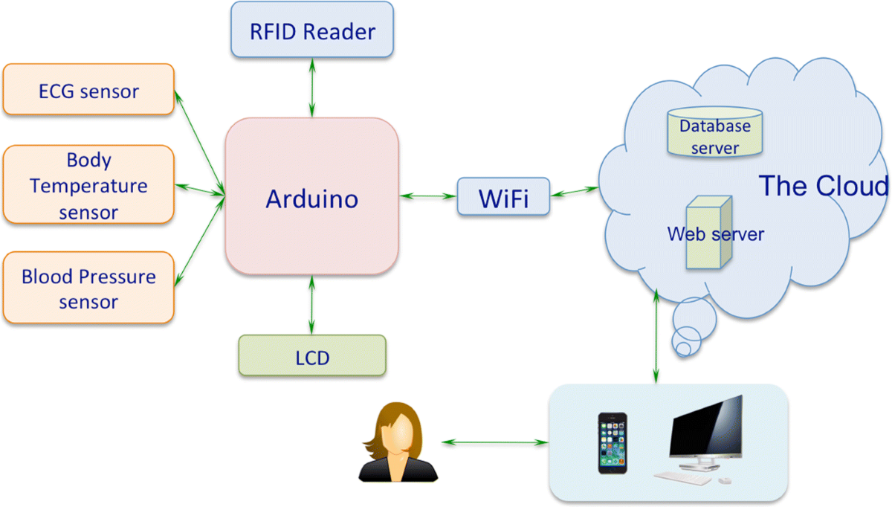 RFID Reader
ECG sensor
Body
Temperature
sensor
Blood Pressure
sensor
Arduino
LCD
WiFi
Database
server
The Cloud
Web server